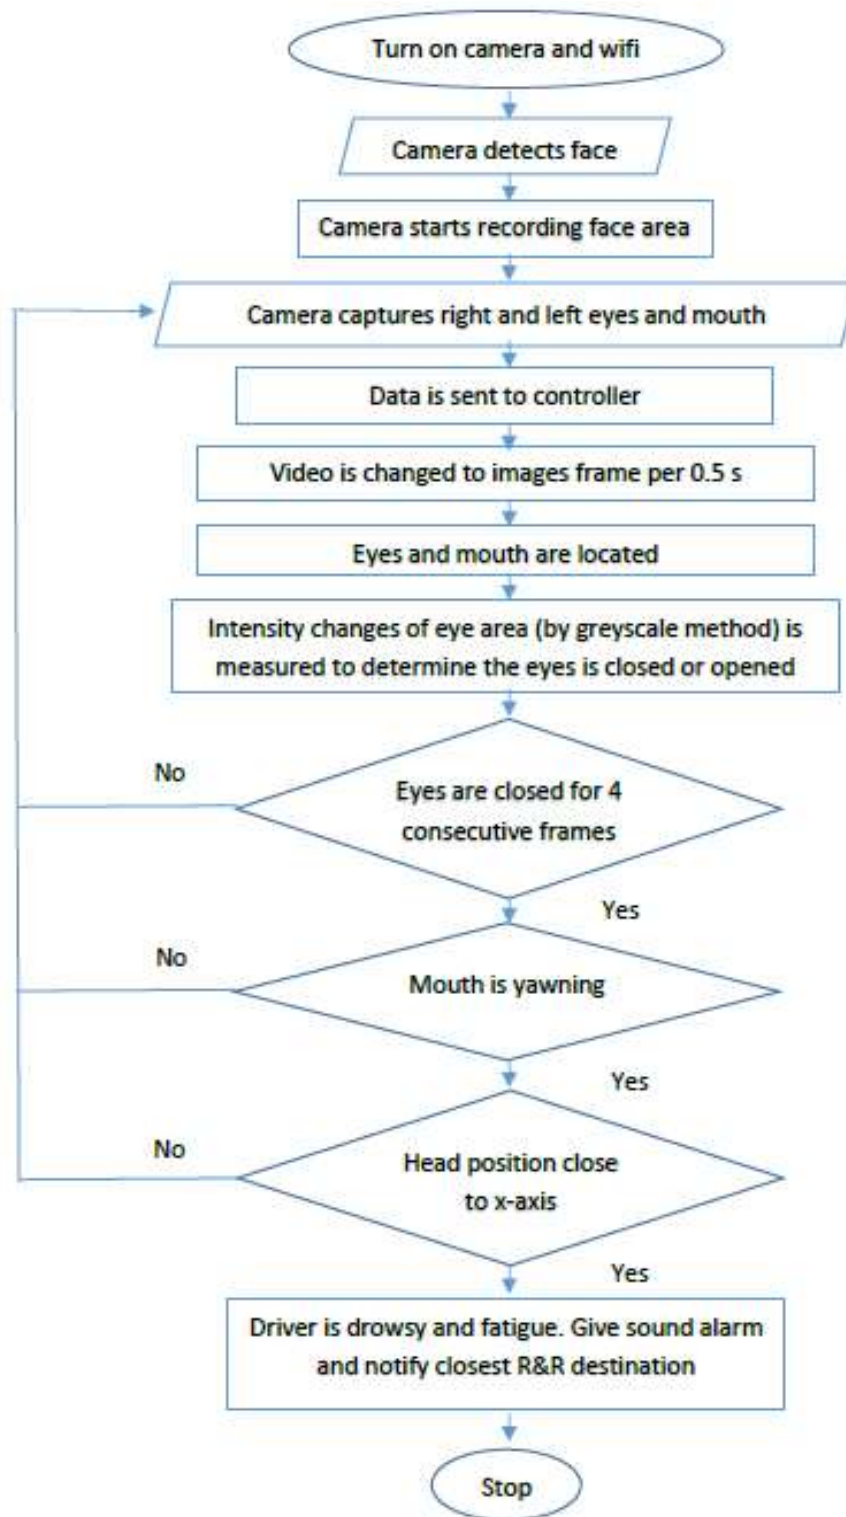 Turn on camera and wifi
Camera detects face
Camera starts recording face area
Camera captures right and left eyes and mouth
Data is sent to controller
Video is changed to images frame per 0.5 s
Eyes and mouth are located
Intensity changes of eye area (by greyscale method) is
measured to determine the eyes is closed or opened
No
Eyes are closed for 4
consecutive frames
Yes
No
Mouth is yawning
Yes
No
Head position close
to x-axis
Yes
Driver is drowsy and fatigue. Give sound alarm
and notify closest R&R destination
Stop